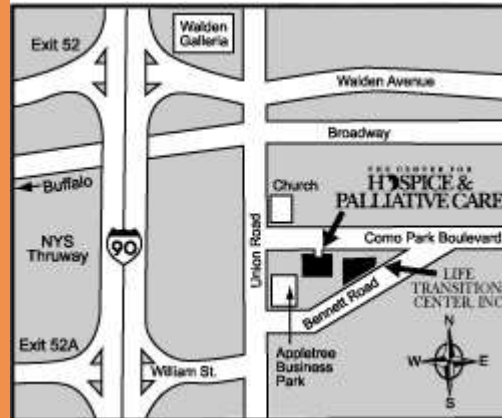 Exit 52
Walden
Galleria
Walden Avenue
Broadway
Buffalo
Church
THE CENTER FOR
HOSPICE &
PALLIATIVE CARE
NYS
Thruway
90
Union Road
Como Park Boulevard
LIFE
TRANSITION
CENTER, INC
Bennett Road
Exit 52A
William St.
Appletree
Business
Park
N
W
E
S